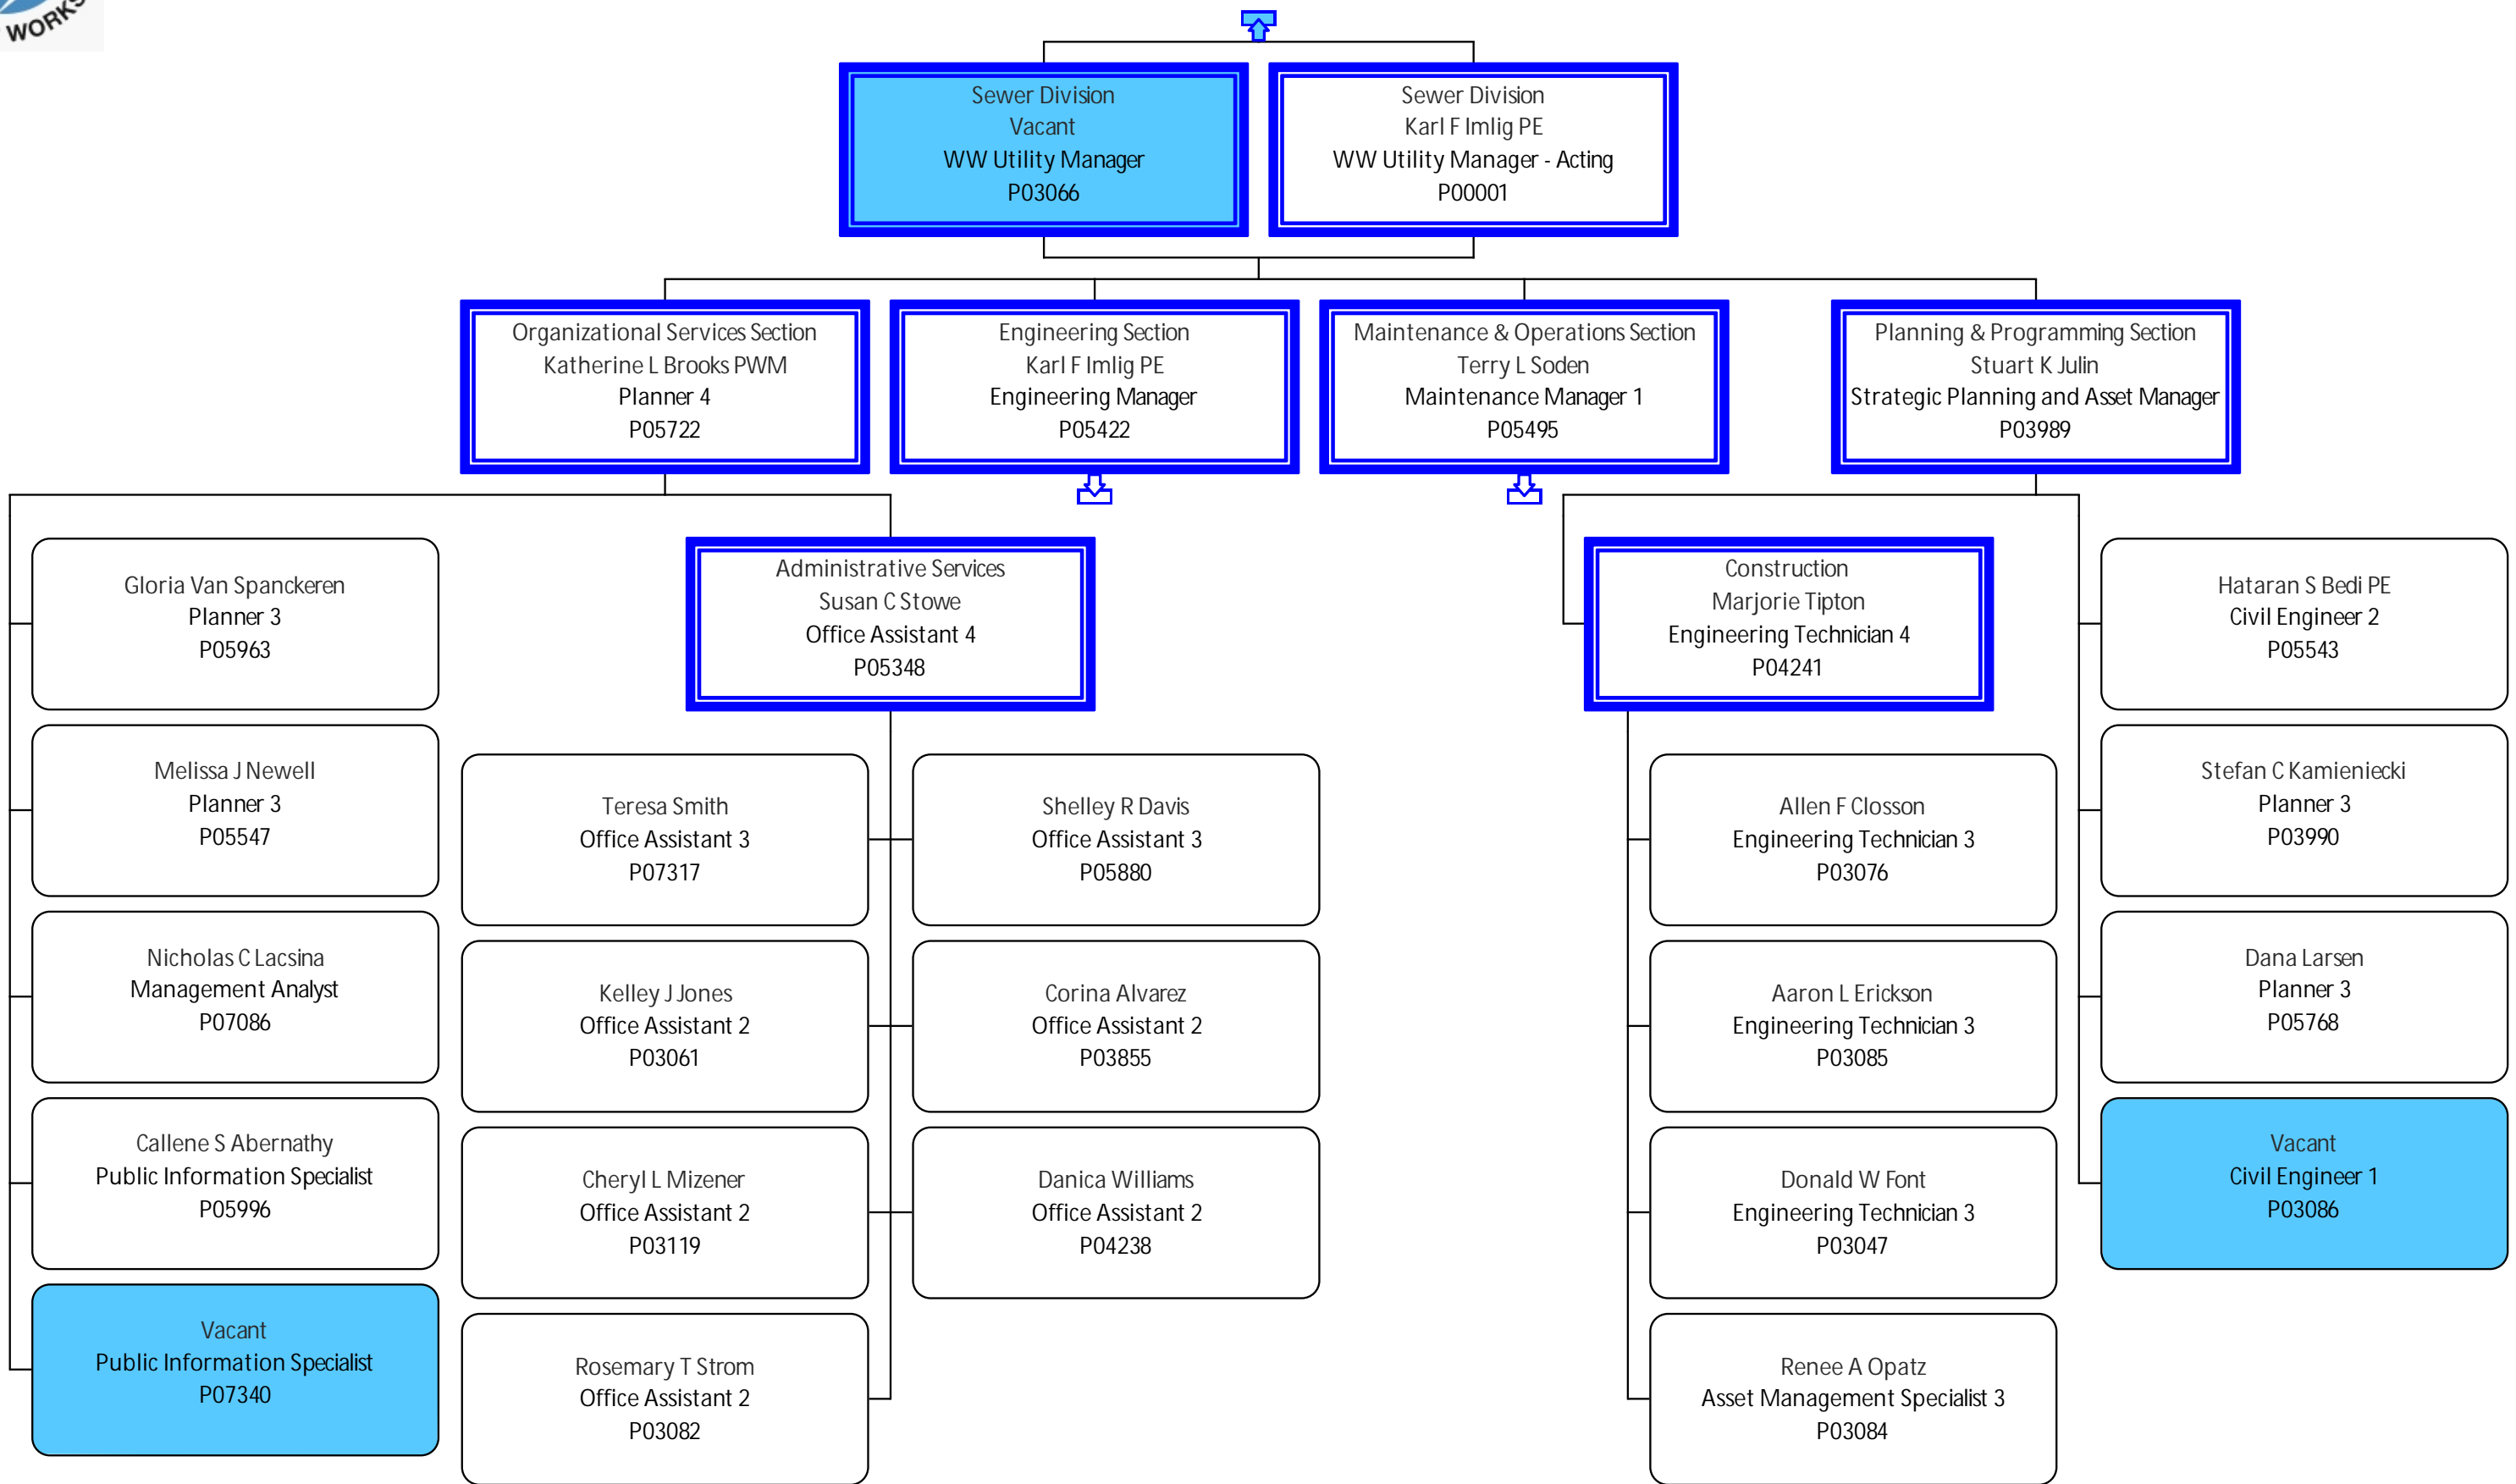 WORKS
Sewer Division
Vacant
WW Utility Manager
P03066
Sewer Division
Karl F Imlig PE
WW Utility Manager - Acting
P00001
Organizational Services Section
Katherine L Brooks PWM
Planner 4
P05722
Engineering Section
Karl F Imlig PE
Engineering Manager
P05422
Maintenance & Operations Section
Terry L Soden
Maintenance Manager 1
P05495
Planning & Programming Section
Stuart K Julin
Strategic Planning and Asset Manager
P03989
Gloria Van Spanckeren
Planner 3
P05963
Melissa J Newell
Planner 3
P05547
Nicholas C Lacsina
Management Analyst
P07086
Callene S Abernathy
Public Information Specialist
P05996
Vacant
Public Information Specialist
P07340
Administrative Services
Susan C Stowe
Office Assistant 4
P05348
Teresa Smith
Office Assistant 3
P07317
Shelley R Davis
Office Assistant 3
P05880
Kelley J Jones
Office Assistant 2
P03061
Corina Alvarez
Office Assistant 2
P03855
Cheryl L Mizener
Office Assistant 2
P03119
Danica Williams
Office Assistant 2
P04238
Rosemary T Strom
Office Assistant 2
P03082
Construction
Marjorie Tipton
Engineering Technician 4
P04241
Allen F Closson
Engineering Technician 3
P03076
Aaron L Erickson
Engineering Technician 3
P03085
Donald W Font
Engineering Technician 3
P03047
Renee A Opatz
Asset Management Specialist 3
P03084
Hataran S Bedi PE
Civil Engineer 2
P05543
Stefan C Kamieniecki
Planner 3
P03990
Dana Larsen
Planner 3
P05768
Vacant
Civil Engineer 1
P03086